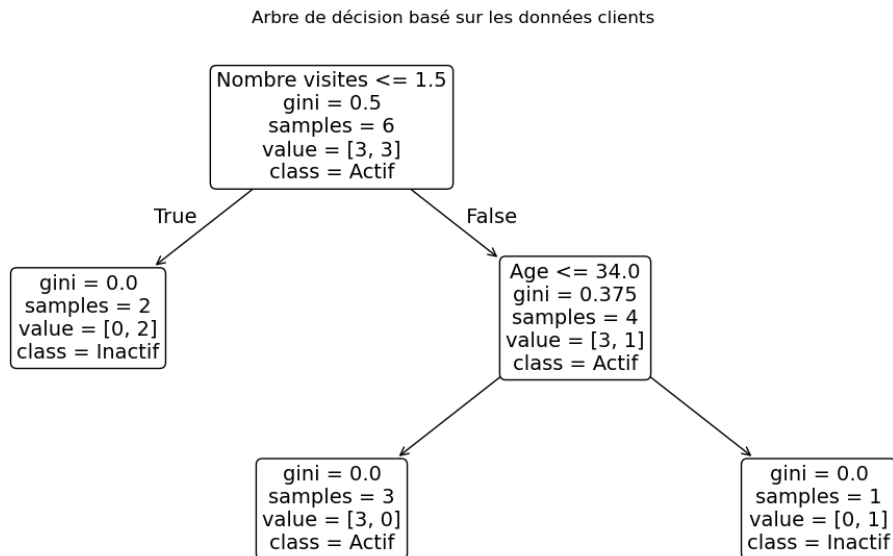 Arbre de décision basé sur les données clients
Nombre visites <= 1.5
gini = 0.5
samples = 6
value = [3, 3]
class = Actif
True
False
gini = 0.0
samples = 2
value = [0, 2]
class = Inactif
Age <= 34.0
gini = 0.375
samples = 4
value = [3, 1]
class = Actif
gini = 0.0
samples = 3
value = [3, 0]
class = Actif
gini = 0.0
samples = 1
value = [0, 1]
class = Inactif